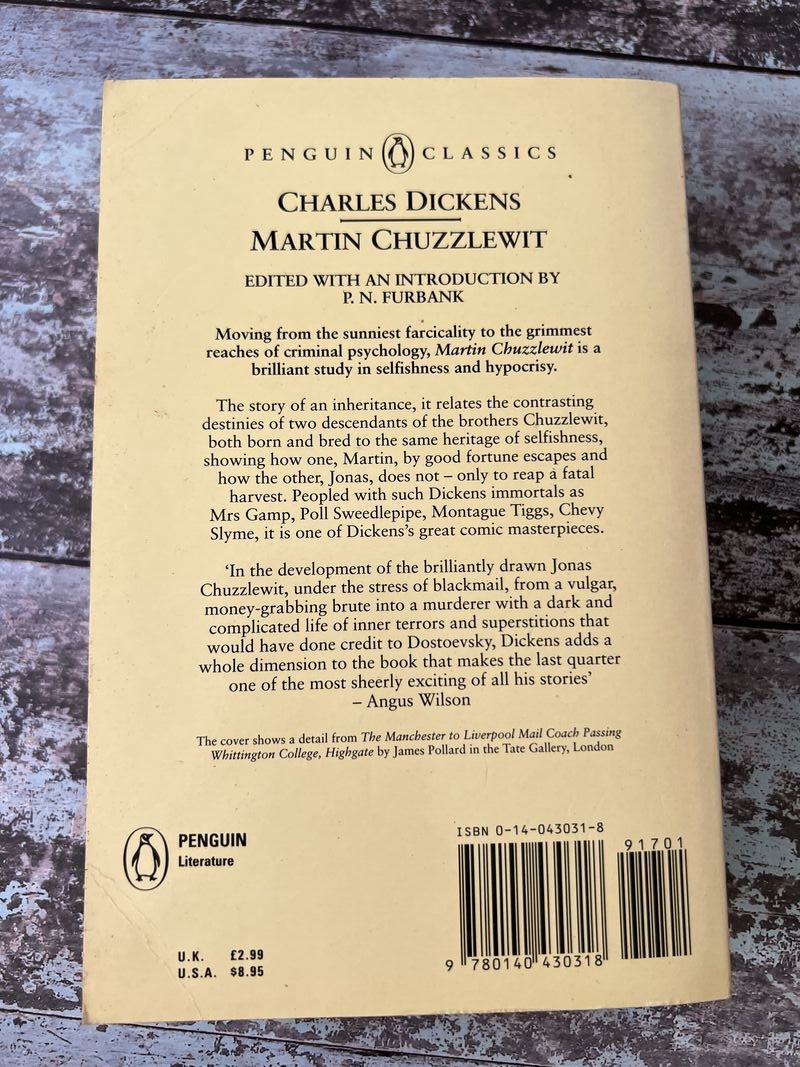 PENGUIN CLASSICS
CHARLES DICKENS
MARTIN CHUZZLEWIT
EDITED WITH AN INTRODUCTION BY
P. N. FURBANK
Moving from the sunniest farcicality to the grimmest
reaches of criminal psychology, Martin Chuzzlewit is a
brilliant study in selfishness and hypocrisy.
The story of an inheritance, it relates the contrasting
destinies of two descendants of the brothers Chuzzlewit,
both born and bred to the same heritage of selfishness,
showing how one, Martin, by good fortune escapes and
how the other, Jonas, does not – only to reap a fatal
harvest. Peopled with such Dickens immortals as
Mrs Gamp, Poll Sweedlepipe, Montague Tiggs, Chevy
Slyme, it is one of Dickens's great comic masterpieces.
‘In the development of the brilliantly drawn Jonas
Chuzzlewit, under the stress of blackmail, from a vulgar,
money-grabbing brute into a murderer with a dark and
complicated life of inner terrors and superstitions that
would have done credit to Dostoevsky, Dickens adds a
whole dimension to the book that makes the last quarter
one of the most sheerly exciting of all his stories’
– Angus Wilson
The cover shows a detail from The Manchester to Liverpool Mail Coach Passing
Whittington College, Highgate by James Pollard in the Tate Gallery, London
PENGUIN
Literature
U.K. £2.99
U.S.A. $8.95
ISBN 0-14-043031-8
91701
9 780140 430318